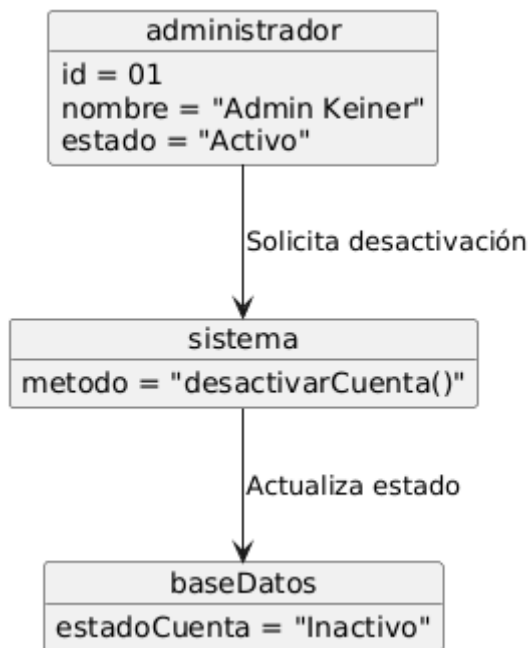 administrador
id = 01
nombre = "Admin Keiner"
estado = "Activo"
Solicita desactivación
sistema
metodo = "desactivarCuenta()"
Actualiza estado
baseDatos
estadoCuenta = "Inactivo"